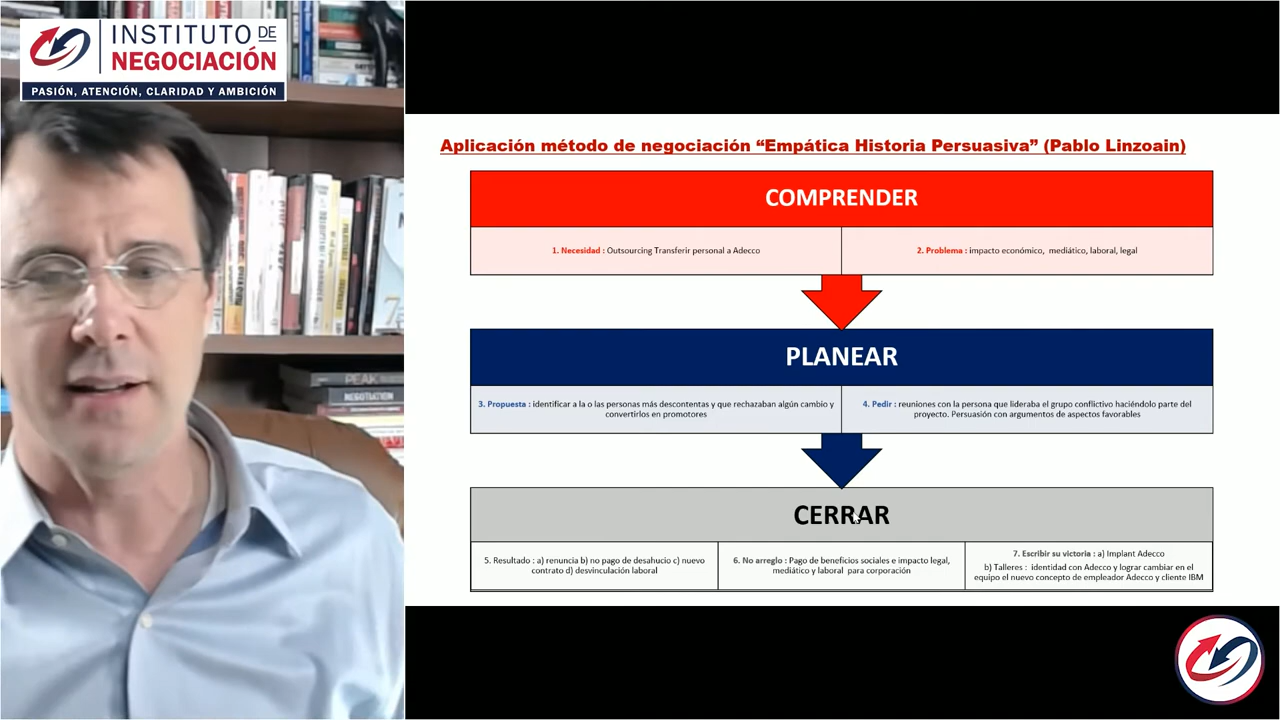 INSTITUTO DE
NEGOCIACIÓN
PASIÓN, ATENCIÓN, CLARIDAD Y AMBICIÓN
Aplicación método de negociación “Empática Historia Persuasiva” (Pablo Linzoain)
COMPRENDER
1. Necesidad : Outsourcing Transferir personal a Adecco
2. Problema : impacto económico, mediático, laboral, legal
PLANEAR
3. Propuesta : identificar a la o las personas más descontentas y que rechazaban algún cambio y
convertirlos en promotores
4. Pedir : reuniones con la persona que lideraba el grupo conflictivo haciéndolo parte del
proyecto. Persuasión con argumentos de aspectos favorables
CERRAR
5. Resultado : a) renuncia b) no pago de desahucio c) nuevo
contrato d) desvinculación laboral
6. No arreglo : Pago de beneficios sociales e impacto legal,
mediático y laboral para corporación
7. Escribir su victoria : a) Implant Adecco
b) Talleres : identidad con Adecco y lograr cambiar en el
equipo el nuevo concepto de empleador Adecco y cliente IBM
PEAK
NEGOTIATION